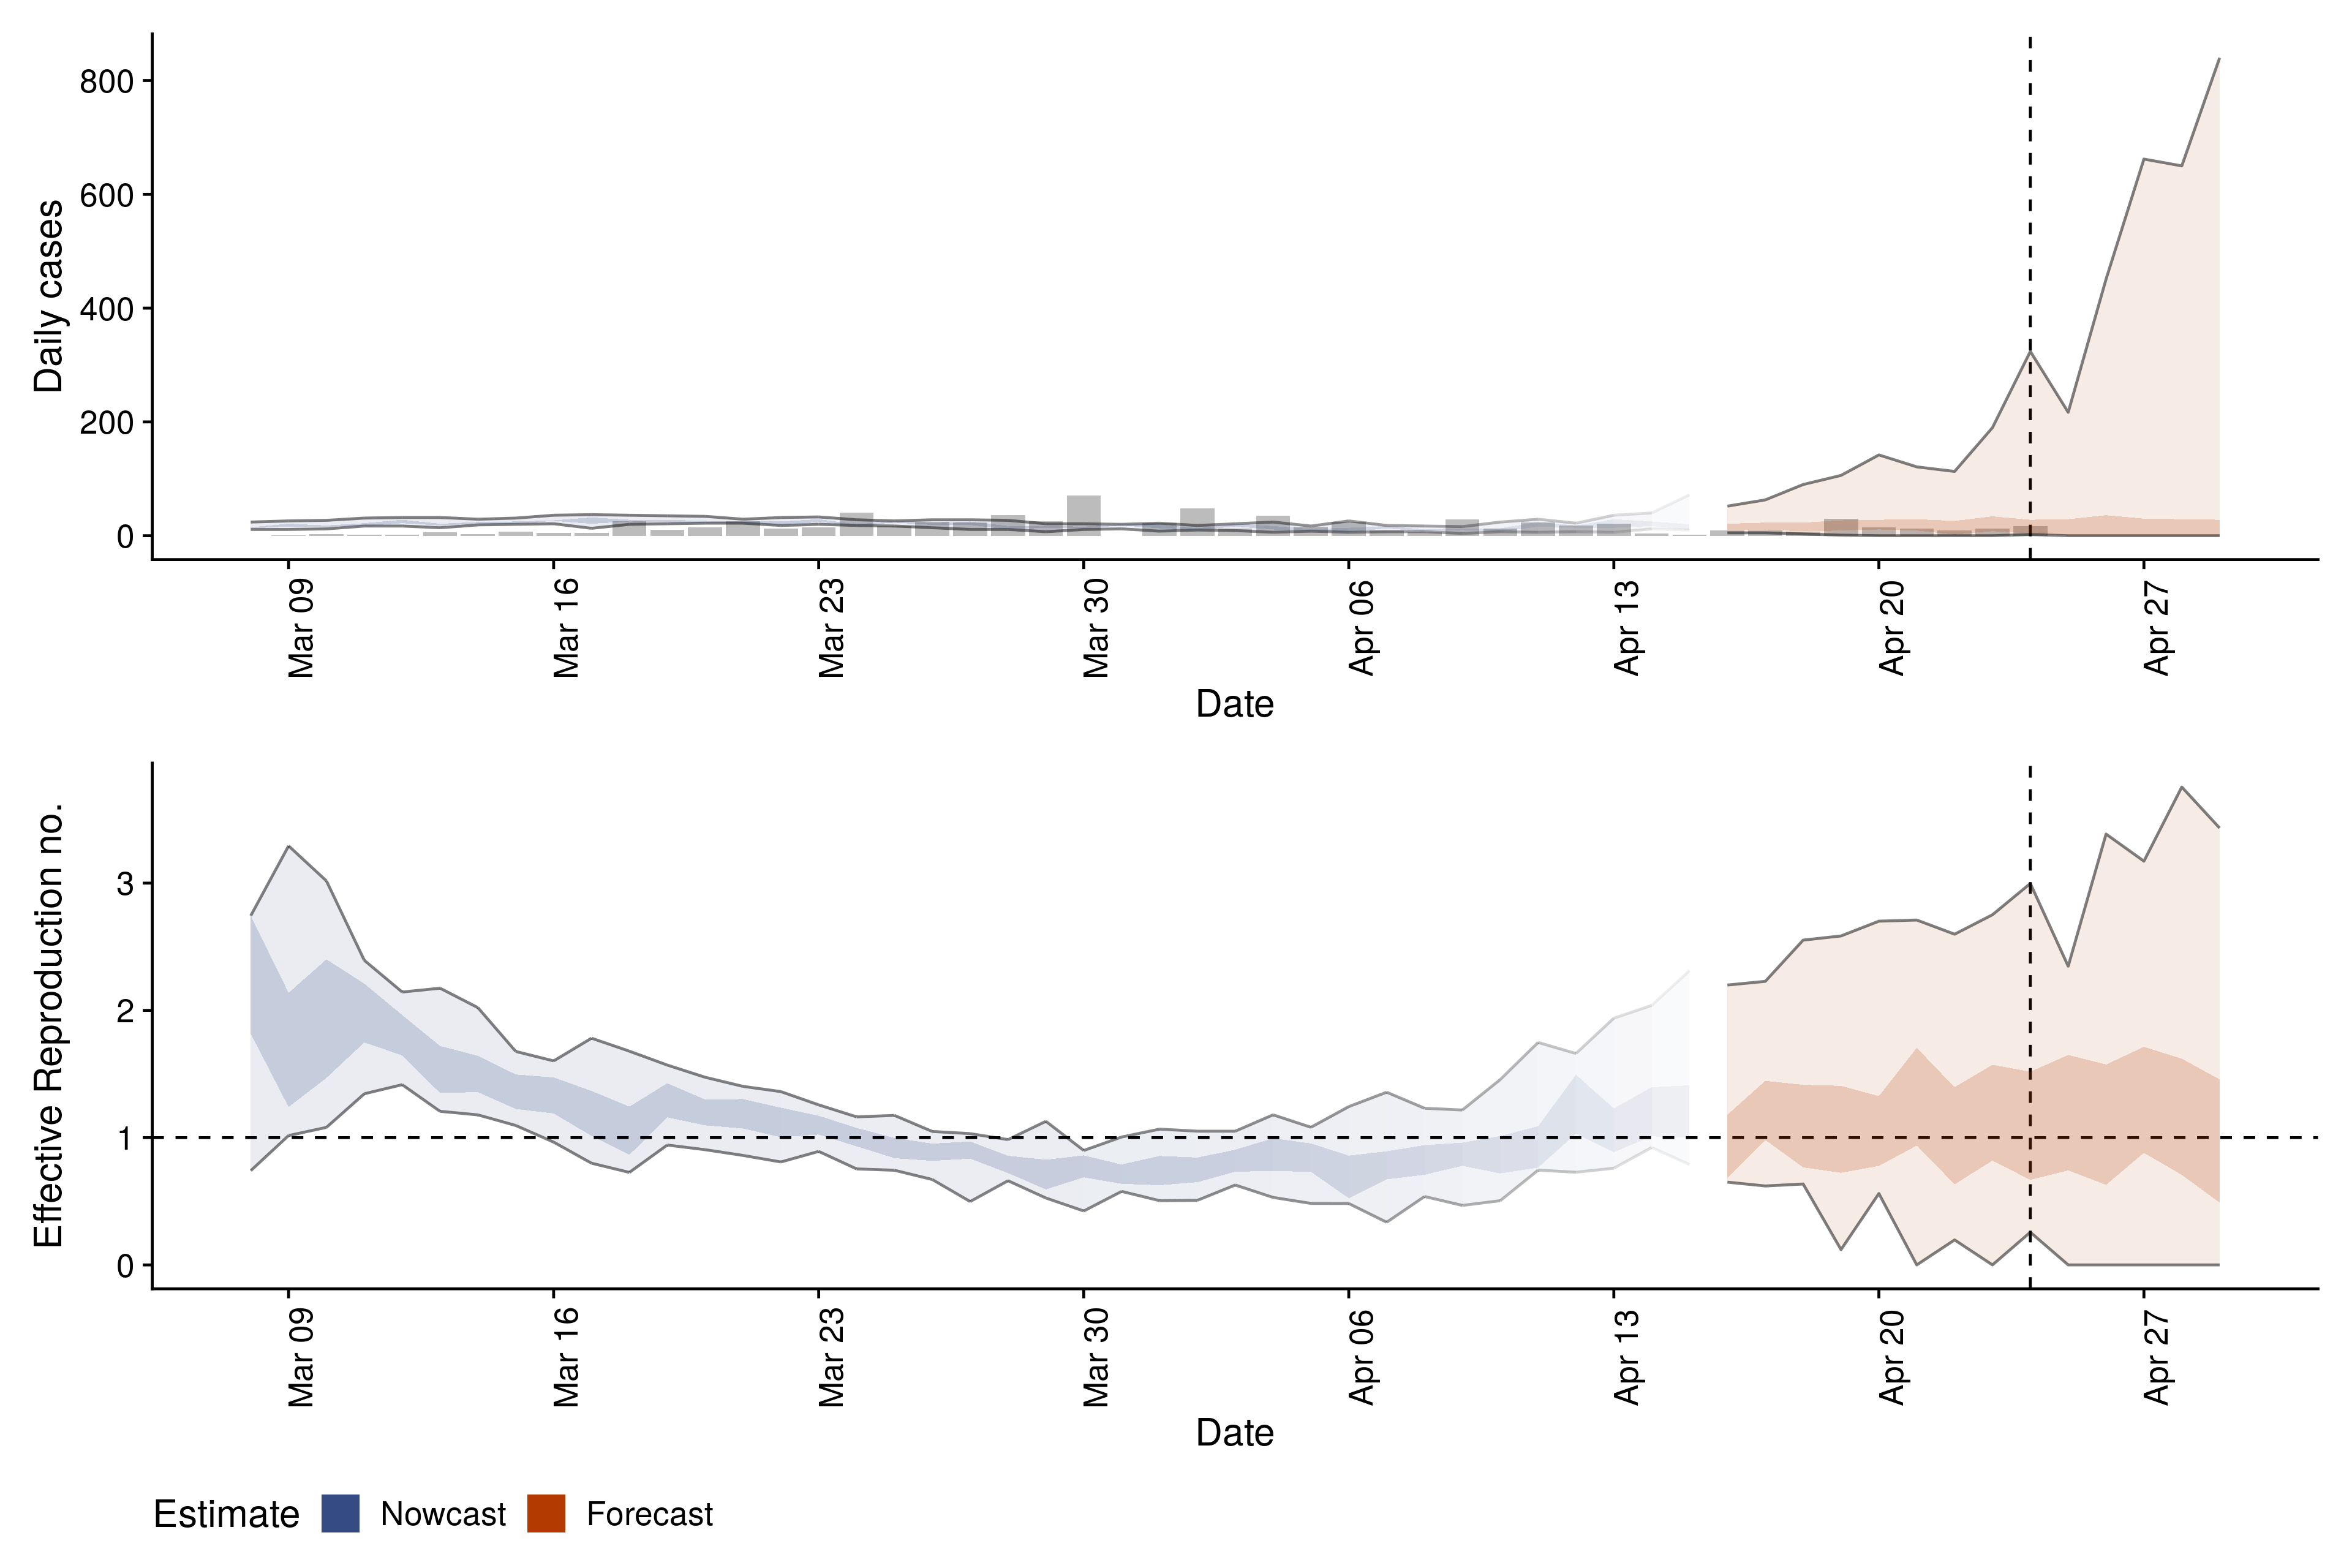 Daily cases
800
600
400
200
0
Mar 09
Mar 16
Mar 23
Mar 30
Apr 06
Apr 13
Apr 20
Apr 27
Date
Effective Reproduction no.
3
2
1
0
Mar 09
Mar 16
Mar 23
Mar 30
Apr 06
Apr 13
Apr 20
Apr 27
Date
Estimate Nowcast Forecast